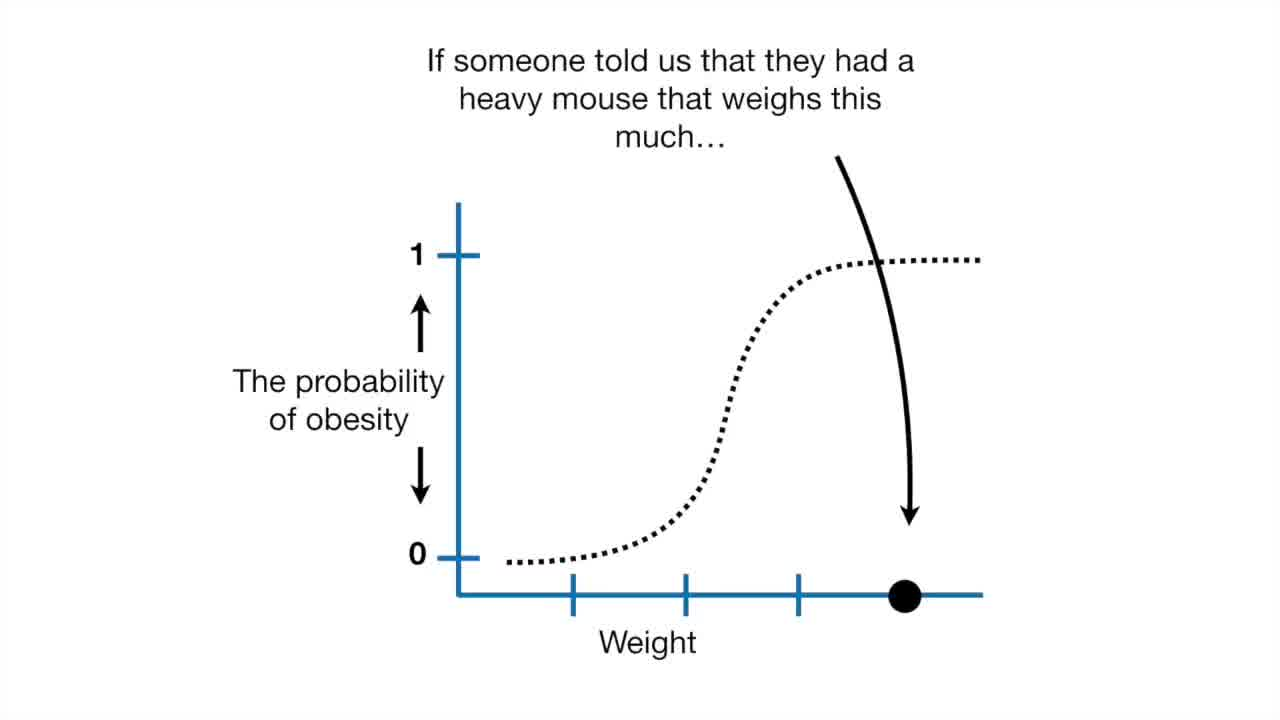 If someone told us that they had a
heavy mouse that weighs this
much…
1
The probability
of obesity
0
Weight